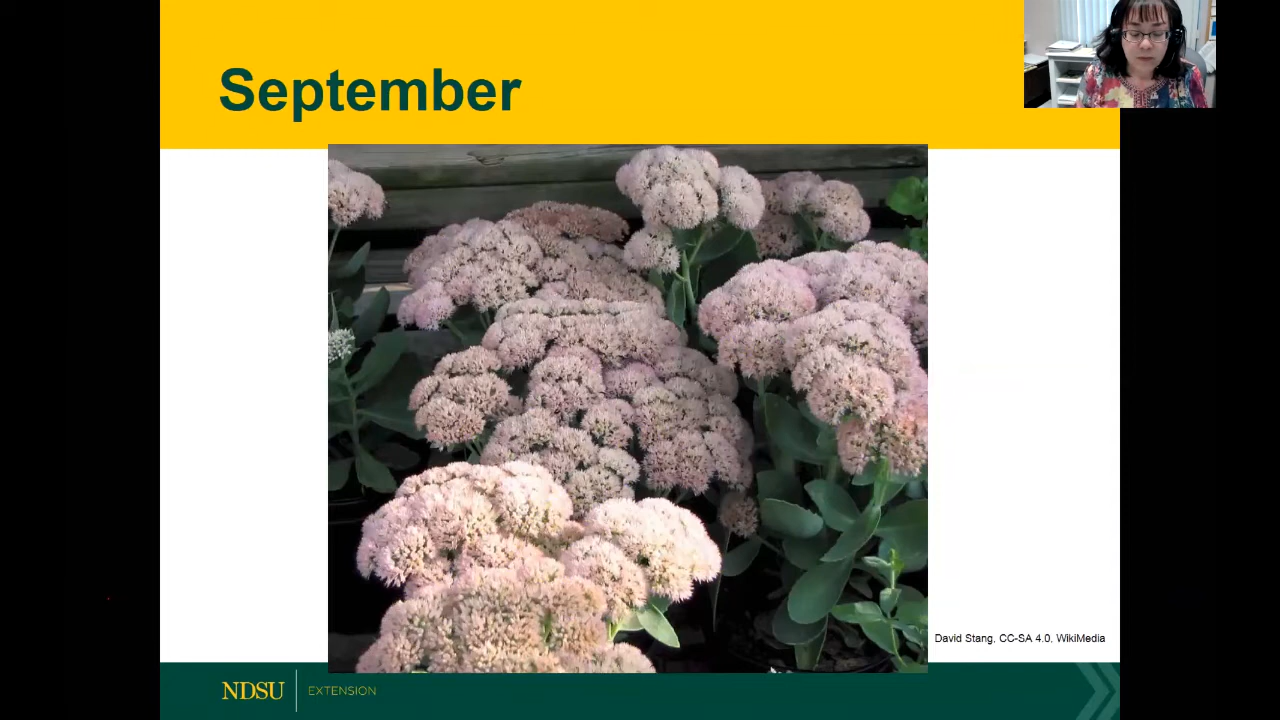 September
David Stang, CC-SA 4.0, WikiMedia
NDSU
EXTENSION